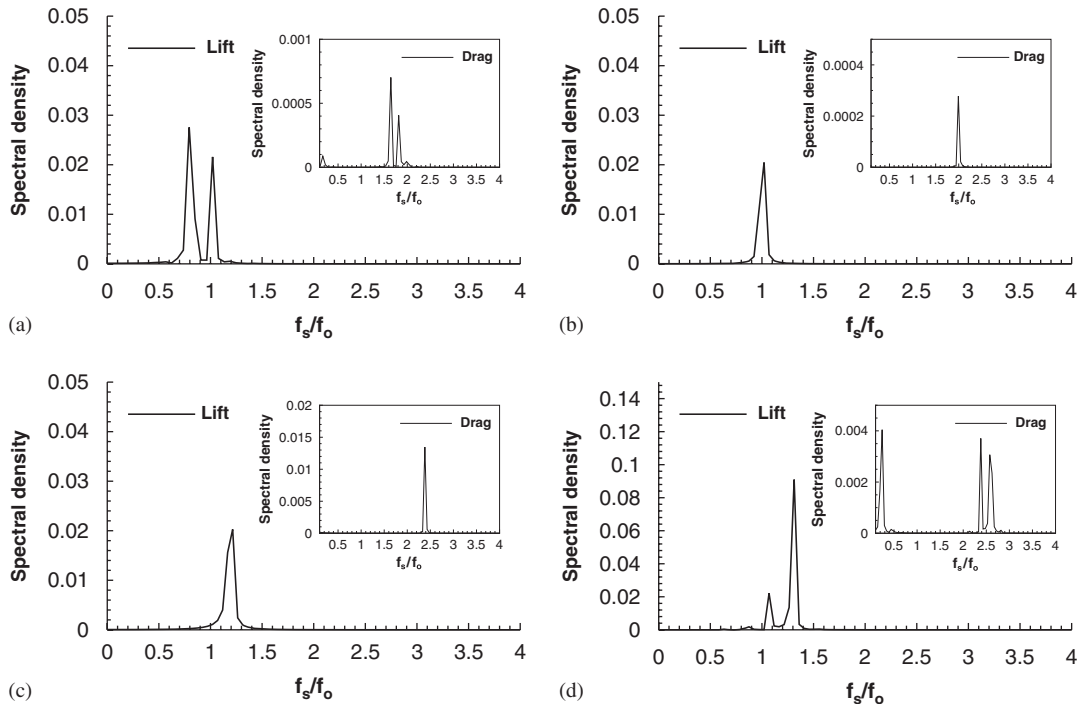 0.05
0.04
0.03
0.02
0.01
0
Spectral density
Lift
0 0.5 1 1.5 2 2.5 3 3.5 4
fs/fo
(a)
0.001
0.0005
0
Spectral density
Drag
0.5 1 1.5 2 2.5 3 3.5 4
fs/fo
0.05
0.04
0.03
0.02
0.01
0
Spectral density
Lift
0 0.5 1 1.5 2 2.5 3 3.5 4
fs/fo
(b)
0.0004
0.0002
0
Spectral density
Drag
0.5 1 1.5 2 2.5 3 3.5 4
fs/fo
0.05
0.04
0.03
0.02
0.01
0
Spectral density
Lift
0 0.5 1 1.5 2 2.5 3 3.5 4
fs/fo
(c)
0.02
0.015
0.01
0.005
0
Spectral density
Drag
0.5 1 1.5 2 2.5 3 3.5 4
fs/fo
0.14
0.12
0.1
0.08
0.06
0.04
0.02
0
Spectral density
Lift
0 0.5 1 1.5 2 2.5 3 3.5 4
fs/fo
(d)
0.004
0.002
0
Spectral density
Drag
0.5 1 1.5 2 2.5 3 3.5 4
fs/fo